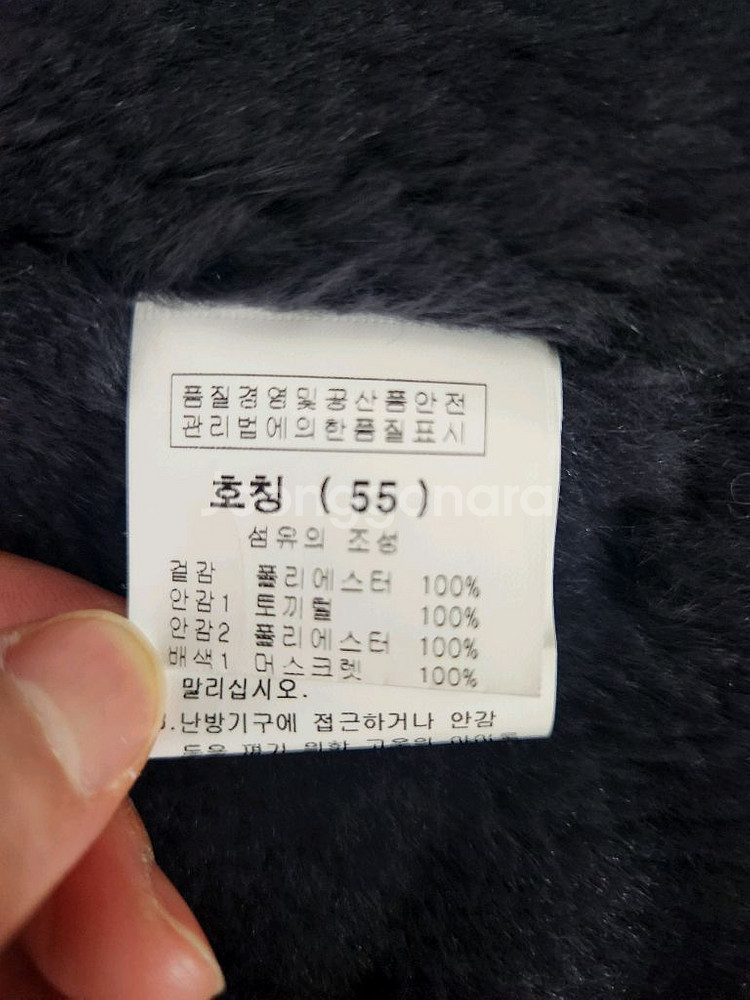 품질경영및공산품안전
관리법에의한품질표시
호칭 ( 55 )
Joonggonara
섬유의 조성
겉감 폴리에스터 100%
안감1 토끼털 100%
안감2 폴리에스터 100%
배색1 머스크렛 100%
말리십시오.
.난방기구에 접근하거나 안감